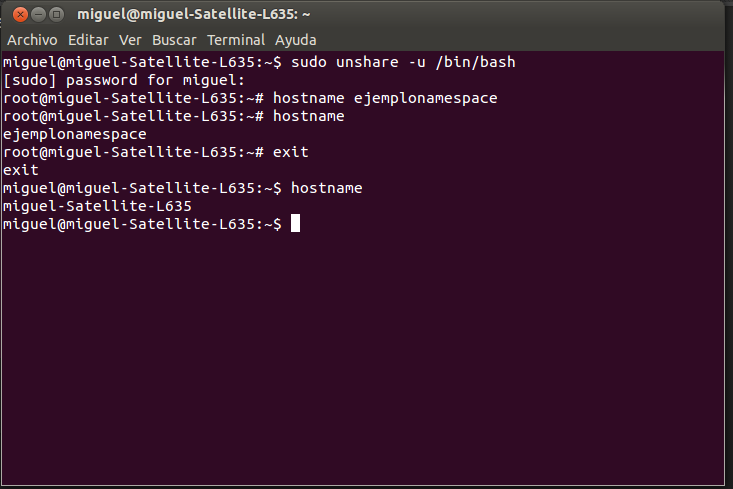 miguel@miguel-Satellite-L635: ~
Archivo Editar Ver Buscar Terminal Ayuda
miguel@miguel-Satellite-L635:~$ sudo unshare -u /bin/bash
[sudo] password for miguel:
root@miguel-Satellite-L635:~# hostname ejemplonamespace
root@miguel-Satellite-L635:~# hostname
ejemplonamespace
root@miguel-Satellite-L635:~# exit
exit
miguel@miguel-Satellite-L635:~$ hostname
miguel-Satellite-L635
miguel@miguel-Satellite-L635:~$